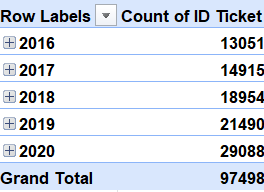 Row Labels Count of ID Ticket
2016 13051
2017 14915
2018 18954
2019 21490
2020 29088
Grand Total 97498